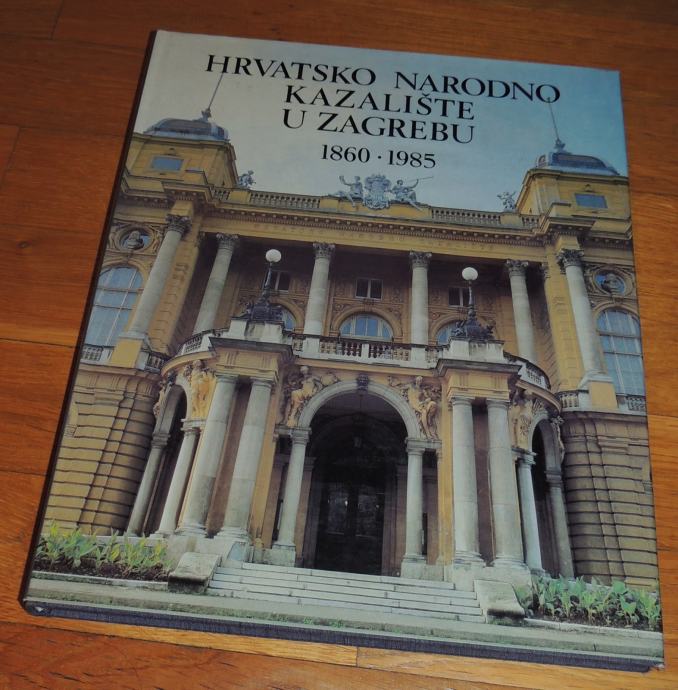 HRVATSKO NARODNO
KAZALIŠTE
U ZAGREBU
1860 · 1985